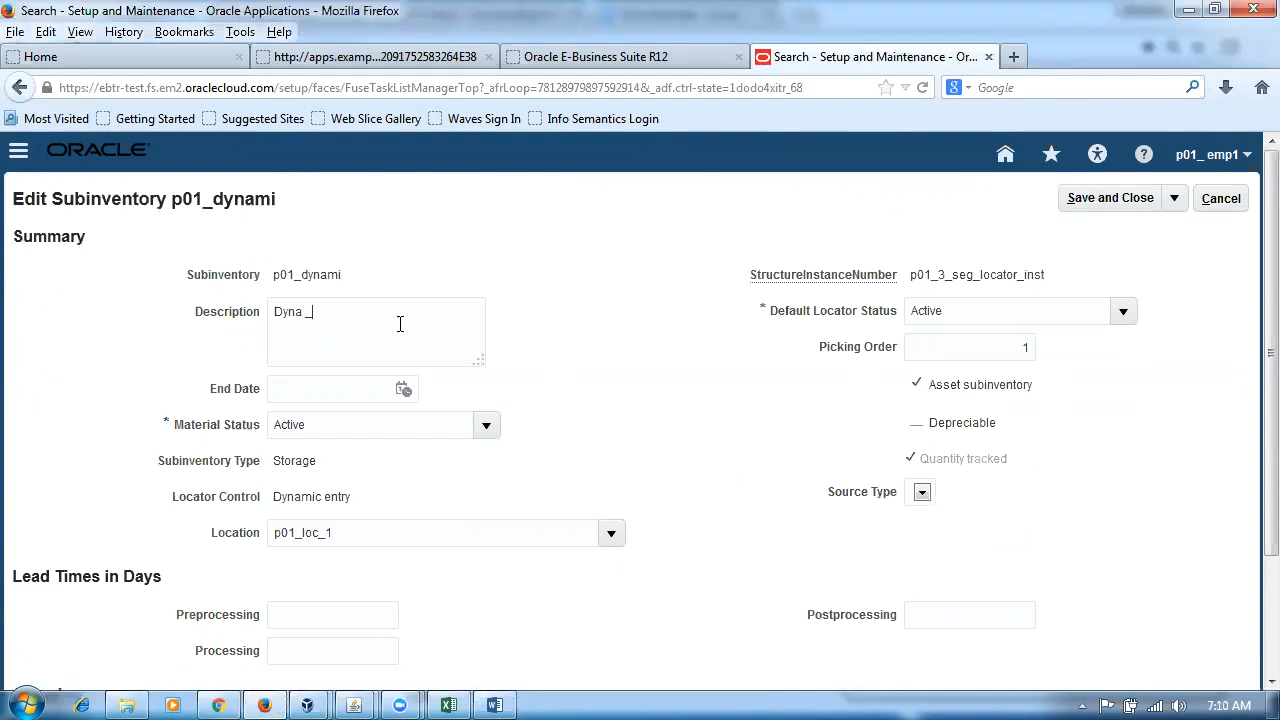 Search - Setup and Maintenance - Oracle Applications - Mozilla Firefox
File Edit View History Bookmarks Tools Help
Home
http://apps.examp...2091752583264E38
Oracle E-Business Suite R12
Search - Setup and Maintenance - Or...
https://ebtr-test.fs.em2.oraclecloud.com/setup/faces/FuseTaskListManagerTop?_afrLoop=78128979897592914&_adf.ctrl-state=1dodo4xitr_68
Google
Most Visited Getting Started Suggested Sites Web Slice Gallery Waves Sign In Info Semantics Information
ORACLE
p01_ emp1
Edit Subinventory p01_dynami
Save and Close
Cancel
Summary
Subinventory p01_dynami
StructureInstanceNumber p01_3_seg_locator_inst
Description Dyna _
* Default Locator Status Active
Picking Order 1
End Date
Asset subinventory
* Material Status Active
Depreciable
Subinventory Type Storage
Quantity tracked
Locator Control Dynamic entry
Source Type
Location p01_loc_1
Lead Times in Days
Preprocessing
Postprocessing
Processing
7:10 AM